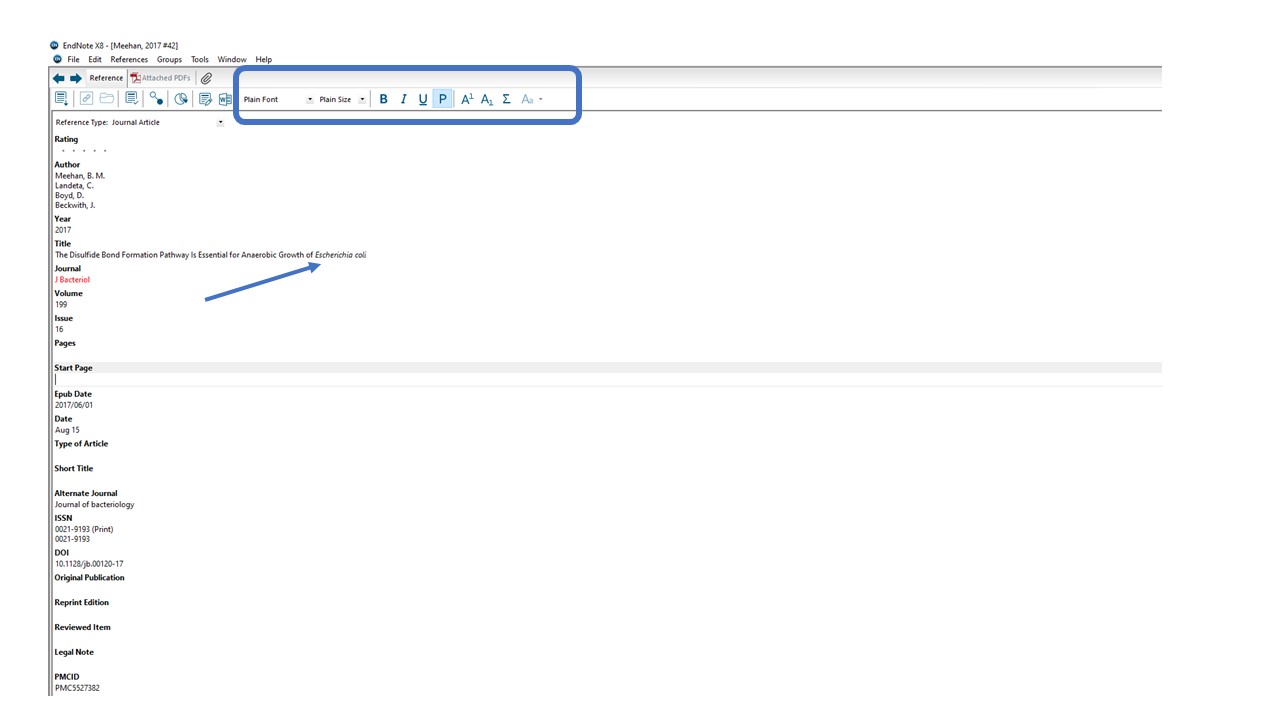 EndNote X8 - [Meehan, 2017 #42]
File Edit References Groups Tools Window Help
Reference Attached PDFs
Plain Font Plain Size B I U P A¹ A₁ Σ Aa
Reference Type: Journal Article
Rating
Author
Meehan, B. M.
Landeta, C.
Boyd, D.
Beckwith, J.
Year
2017
Title
The Disulfide Bond Formation Pathway Is Essential for Anaerobic Growth of Escherichia coli
Journal
J Bacteriol
Volume
199
Issue
16
Pages
Start Page
Epub Date
2017/06/01
Date
Aug 15
Type of Article
Short Title
Alternate Journal
Journal of bacteriology
ISSN
0021-9193 (Print)
0021-9193
DOI
10.1128/jb.00120-17
Original Publication
Reprint Edition
Reviewed Item
Legal Note
PMCID
PMC5527382